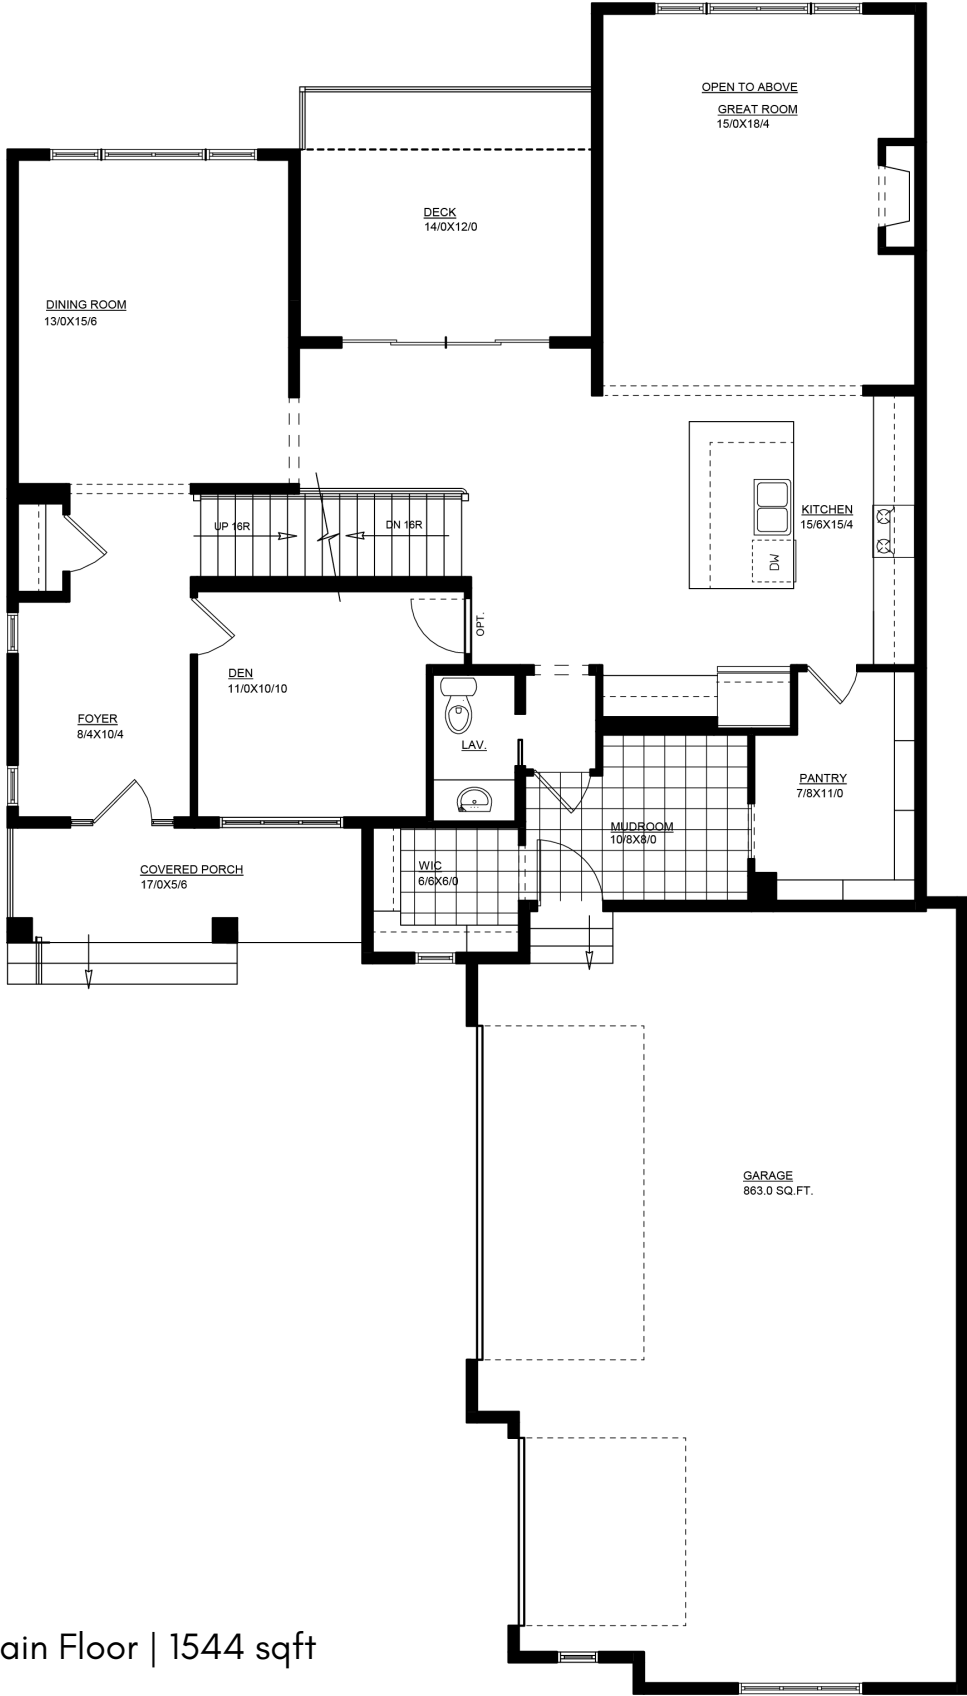 OPEN TO ABOVE
GREAT ROOM
15/0X18/4
DECK
14/0X12/0
DINING ROOM
13/0X15/6
UP 16R
DN 16R
KITCHEN
15/6X15/4
DW
OPT.
DEN
11/0X10/10
FOYER
8/4X10/4
LAV.
PANTRY
7/8X11/0
MUDROOM
10/8X8/0
COVERED PORCH
17/0X5/6
WIC
6/6X6/0
GARAGE
863.0 SQ.FT.
ain Floor | 1544 sqft